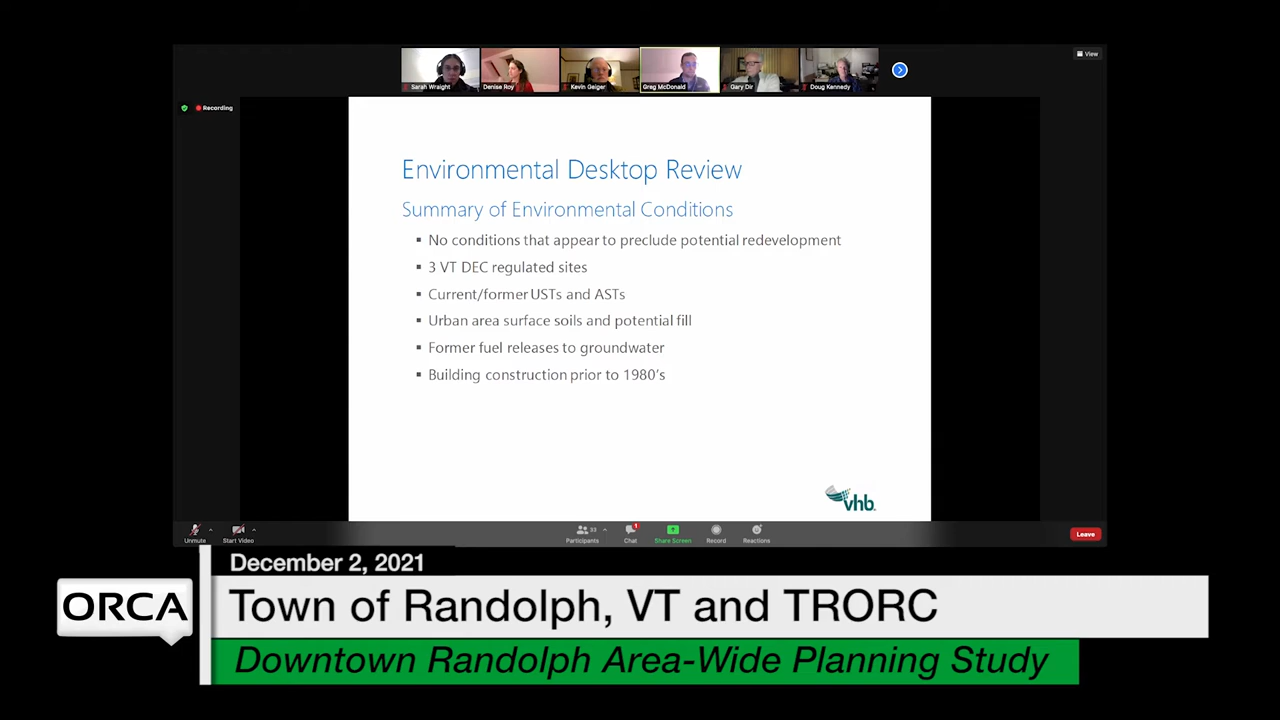 View
Sarah Wraight
Denise Roy
Kevin Geiger
Greg McDonald
Gary Dir
Doug Kennedy
Recording
Environmental Desktop Review
Summary of Environmental Conditions
▪ No conditions that appear to preclude potential redevelopment
▪ 3 VT DEC regulated sites
▪ Current/former USTs and ASTs
▪ Urban area surface soils and potential fill
▪ Former fuel releases to groundwater
▪ Building construction prior to 1980's
vhb.
Unmute
Start Video
33
Participants
1
Chat
Share Screen
Record
Reactions
Leave
December 2, 2021
ORCA
Town of Randolph, VT and TRORC
Downtown Randolph Area-Wide Planning Study